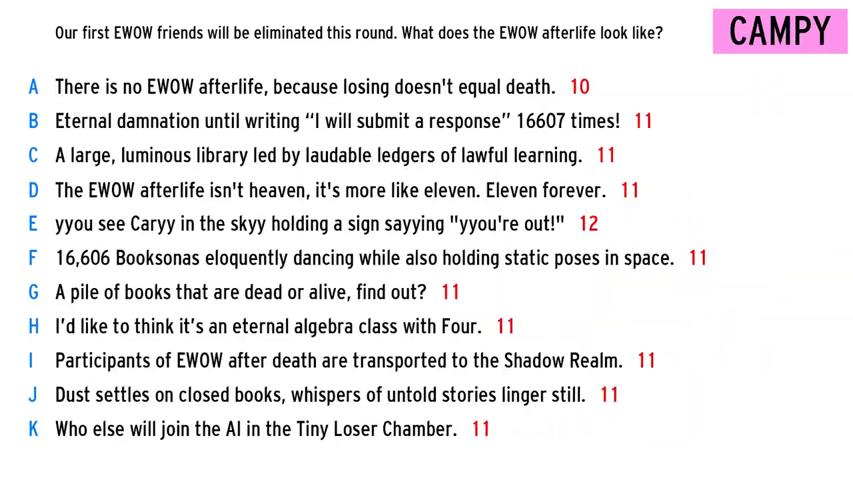 Our first EWOW friends will be eliminated this round. What does the EWOW afterlife look like?
CAMPY
A There is no EWOW afterlife, because losing doesn't equal death. 10
B Eternal damnation until writing “I will submit a response” 16607 times! 11
C A large, luminous library led by laudable ledgers of lawful learning. 11
D The EWOW afterlife isn't heaven, it's more like eleven. Eleven forever. 11
E yyou see Caryy in the skyy holding a sign sayying "yyou're out!" 12
F 16,606 Booksonas eloquently dancing while also holding static poses in space. 11
G A pile of books that are dead or alive, find out? 11
H I’d like to think it’s an eternal algebra class with Four. 11
I Participants of EWOW after death are transported to the Shadow Realm. 11
J Dust settles on closed books, whispers of untold stories linger still. 11
K Who else will join the AI in the Tiny Loser Chamber. 11